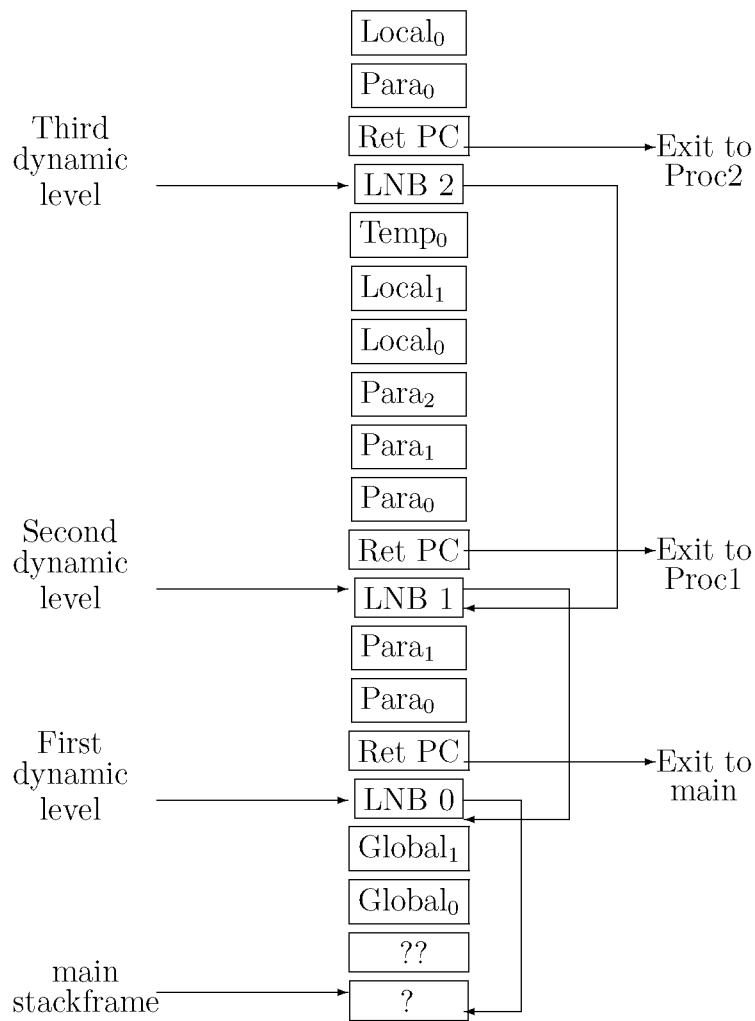 Local₀
Para₀
Third
dynamic
level
Ret PC
Exit to
Proc2
LNB 2
Temp₀
Local₁
Local₀
Para₂
Para₁
Para₀
Second
dynamic
level
Ret PC
Exit to
Proc1
LNB 1
Para₁
Para₀
First
dynamic
level
Ret PC
Exit to
main
LNB 0
Global₁
Global₀
??
main
stackframe
?